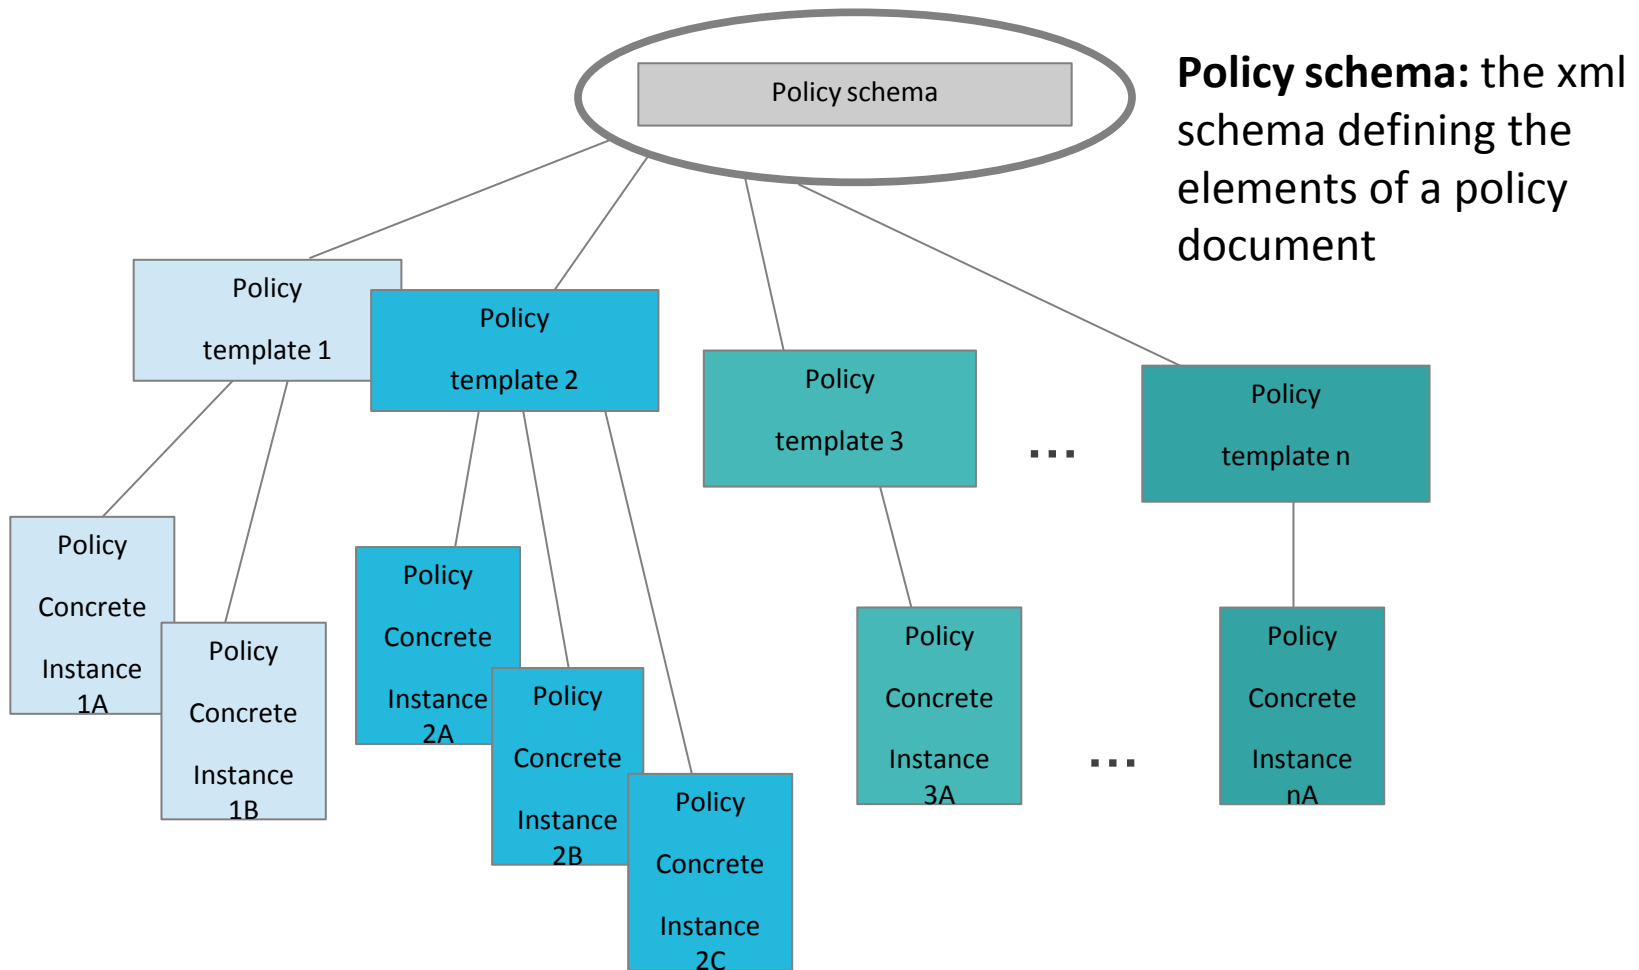 Policy schema
Policy schema: the xml
schema defining the
elements of a policy
document
Policy
template 1
Policy
template 2
Policy
template 3
...
Policy
template n
Policy
Concrete
Instance
1A
Policy
Concrete
Instance
1B
Policy
Concrete
Instance
2A
Policy
Concrete
Instance
2B
Policy
Concrete
Instance
2C
Policy
Concrete
Instance
3A
...
Policy
Concrete
Instance
nA